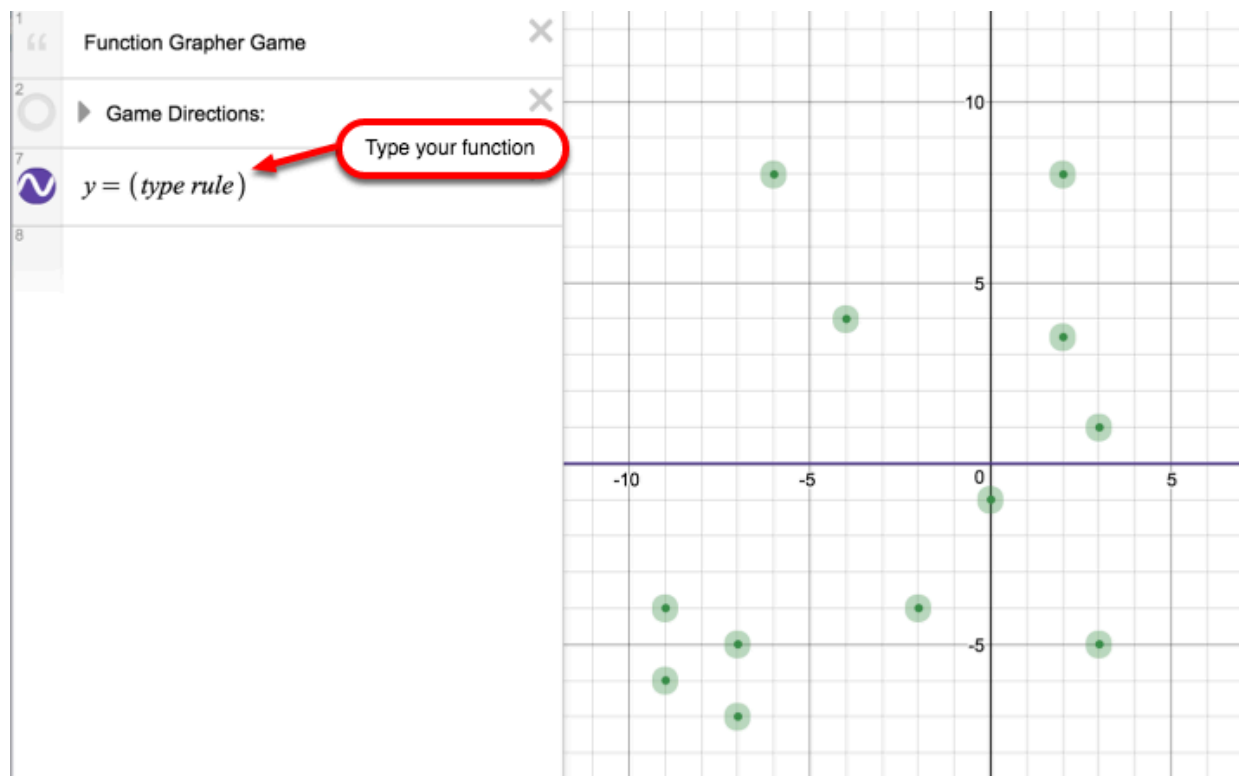 1
“ Function Grapher Game
2
Game Directions:
Type your function
7
y = (type rule)
8
10
5
-10 -5 0 5
-5